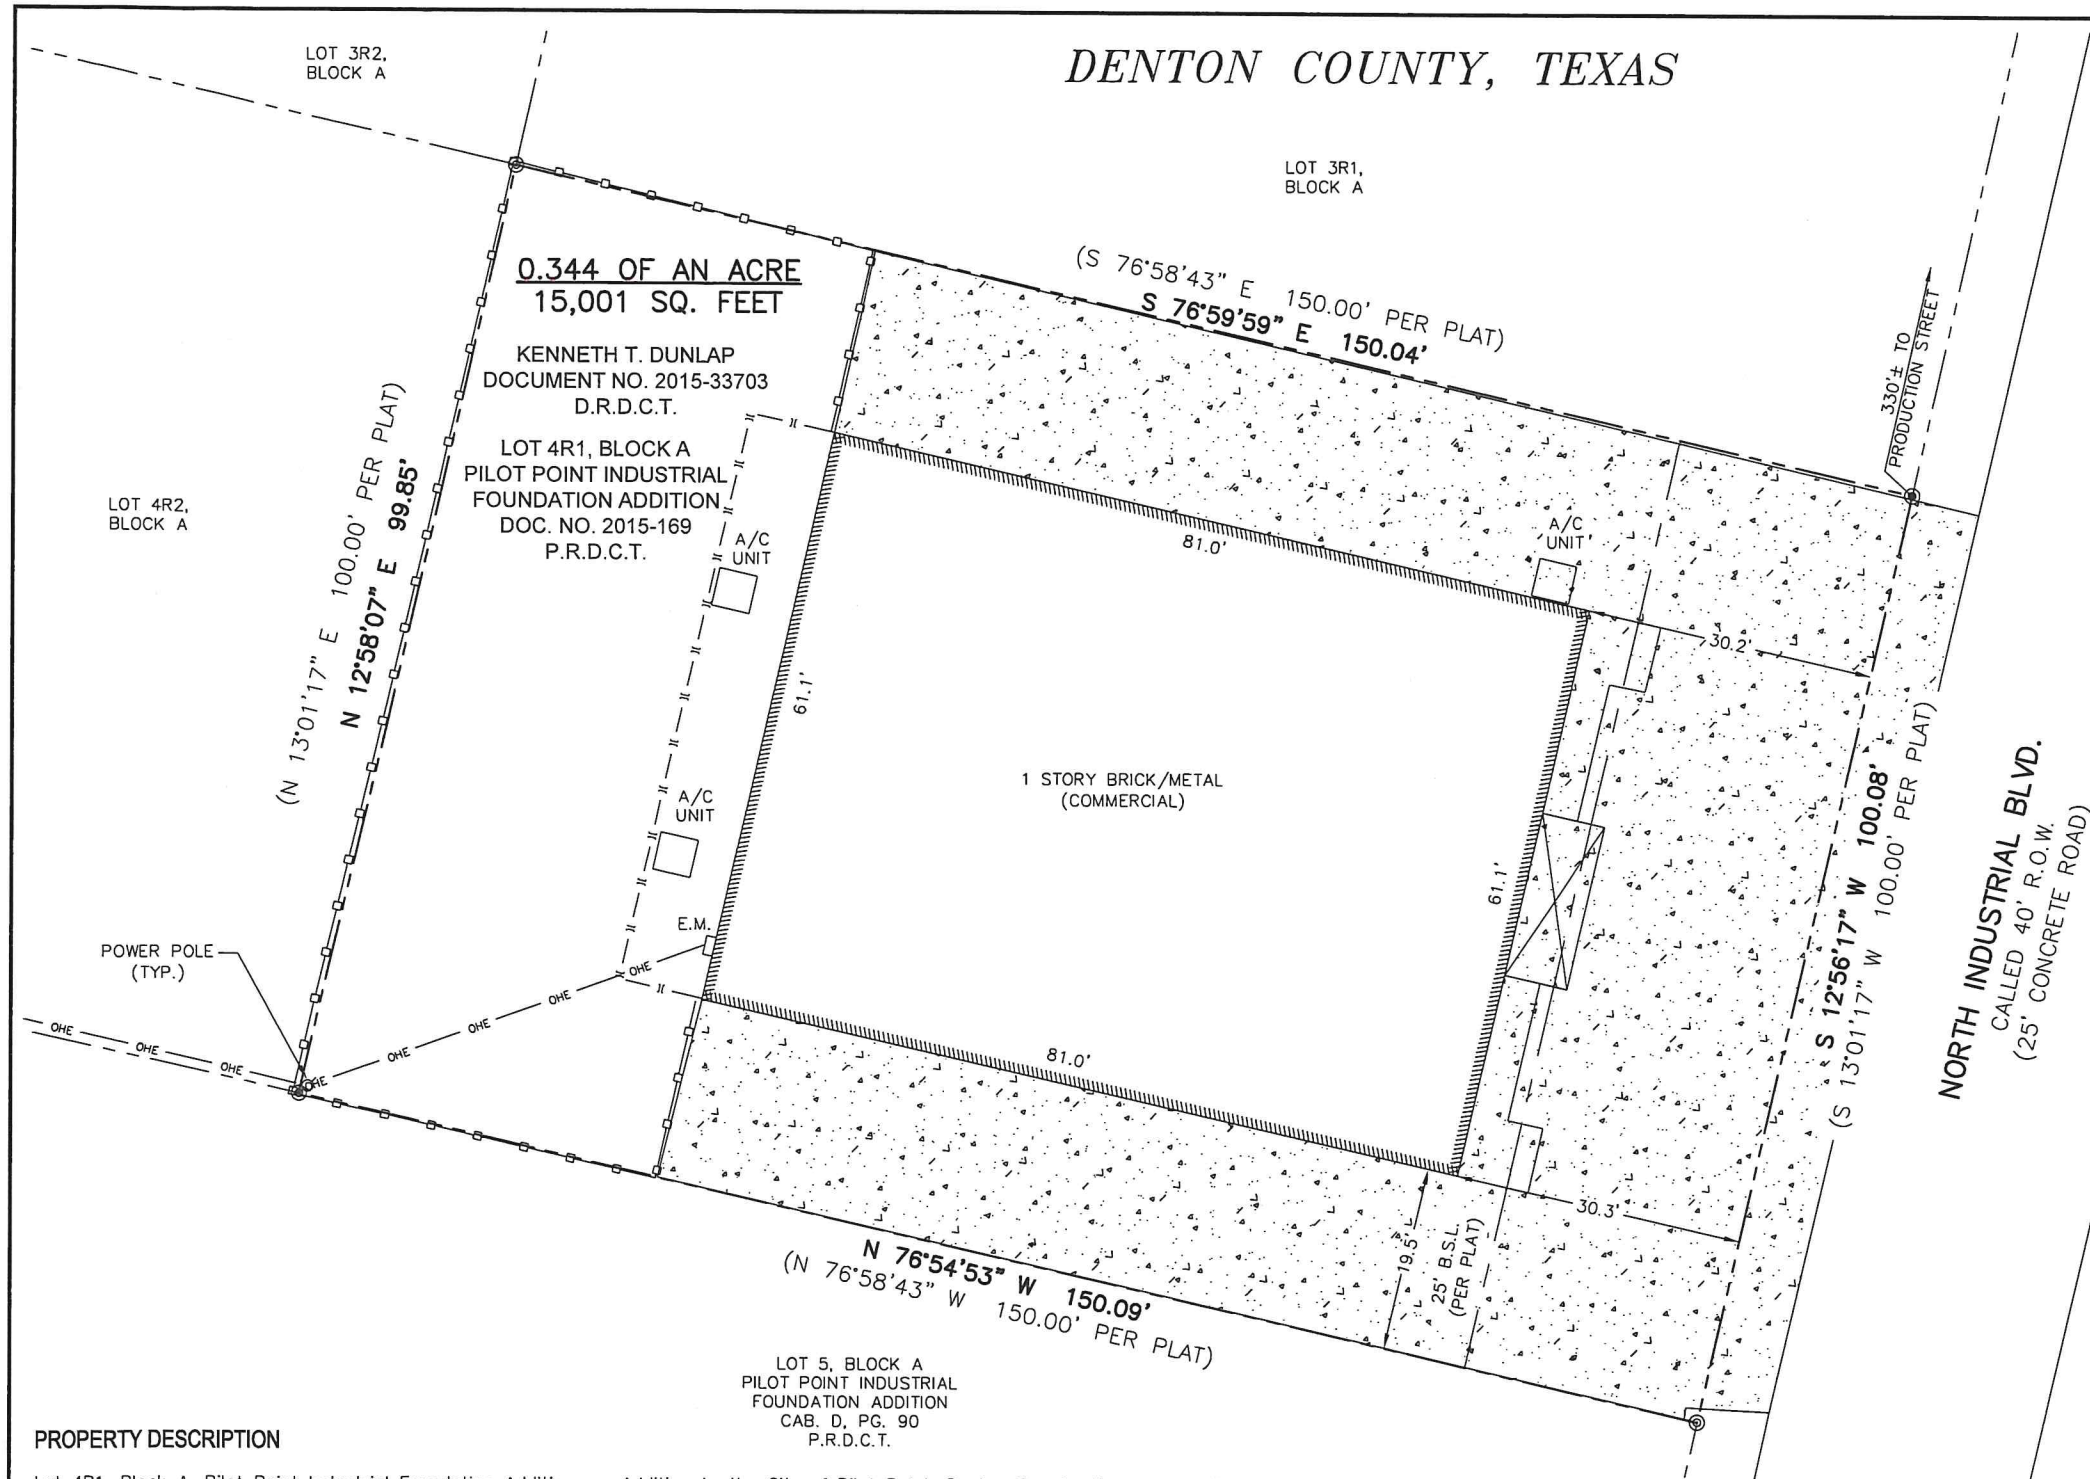 DENTON COUNTY, TEXAS
LOT 3R2,
BLOCK A
LOT 3R1,
BLOCK A
(S 76°58'43" E 150.00' PER PLAT)
S 76°59'59" E 150.04'
330'± TO
PRODUCTION STREET
0.344 OF AN ACRE
15,001 SQ. FEET
KENNETH T. DUNLAP
DOCUMENT NO. 2015-33703
D.R.D.C.T.
LOT 4R1, BLOCK A
PILOT POINT INDUSTRIAL
FOUNDATION ADDITION
DOC. NO. 2015-169
P.R.D.C.T.
(N 13°01'17" E 100.00' PER PLAT)
N 12°58'07" E 99.85'
LOT 4R2,
BLOCK A
A/C
UNIT
81.0'
A/C
UNIT
30.2'
61.1'
1 STORY BRICK/METAL
(COMMERCIAL)
A/C
UNIT
61.1'
E.M.
POWER POLE
(TYP.)
OHE
OHE
OHE
OHE
OHE
OHE
OHE
OHE
81.0'
30.3'
19.5'
25' B.S.L.
(PER PLAT)
S 12°56'17" W 100.08'
(S 13°01'17" W 100.00' PER PLAT)
NORTH INDUSTRIAL BLVD.
CALLED 40' R.O.W.
(25' CONCRETE ROAD)
N 76°54'53" W 150.09'
(N 76°58'43" W 150.00' PER PLAT)
LOT 5, BLOCK A
PILOT POINT INDUSTRIAL
FOUNDATION ADDITION
CAB. D, PG. 90
P.R.D.C.T.
PROPERTY DESCRIPTION